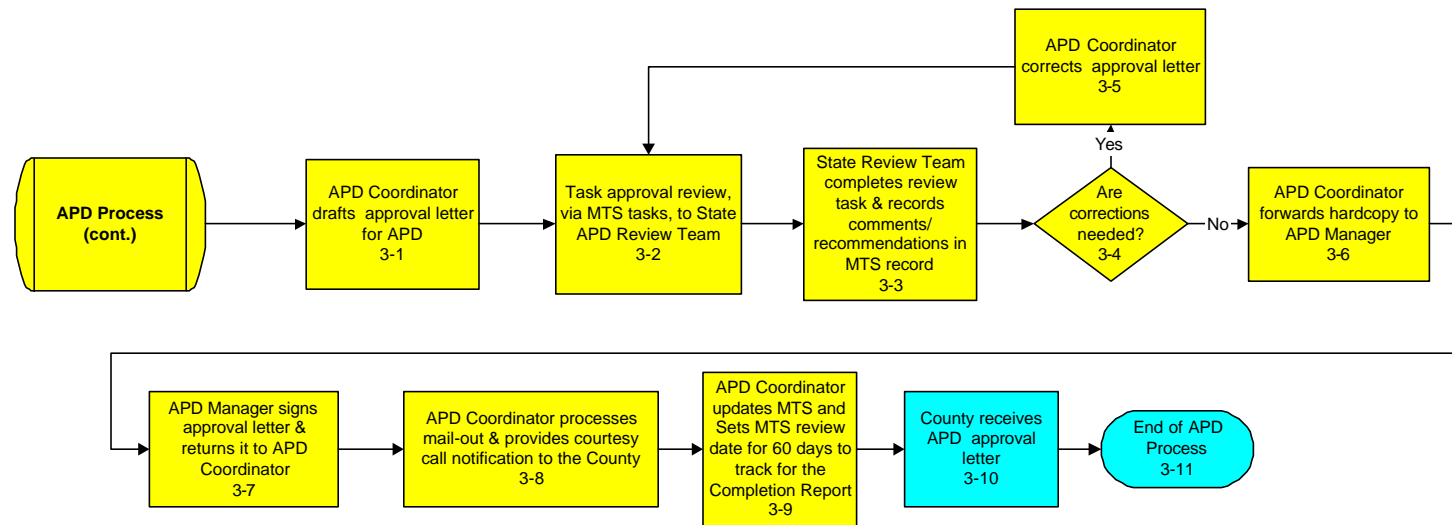 APD Process
(cont.)
APD Coordinator
drafts approval letter
for APD
3-1
Task approval review,
via MTS tasks, to State
APD Review Team
3-2
State Review Team
completes review
task & records
comments/
recommendations in
MTS record
3-3
Are
corrections
needed?
3-4
Yes
APD Coordinator
corrects approval letter
3-5
No
APD Coordinator
forwards hardcopy to
APD Manager
3-6
APD Manager signs
approval letter &
returns it to APD
Coordinator
3-7
APD Coordinator processes
mail-out & provides courtesy
call notification to the County
3-8
APD Coordinator
updates MTS and
Sets MTS review
date for 60 days to
track for the
Completion Report
3-9
County receives
APD approval
letter
3-10
End of APD
Process
3-11